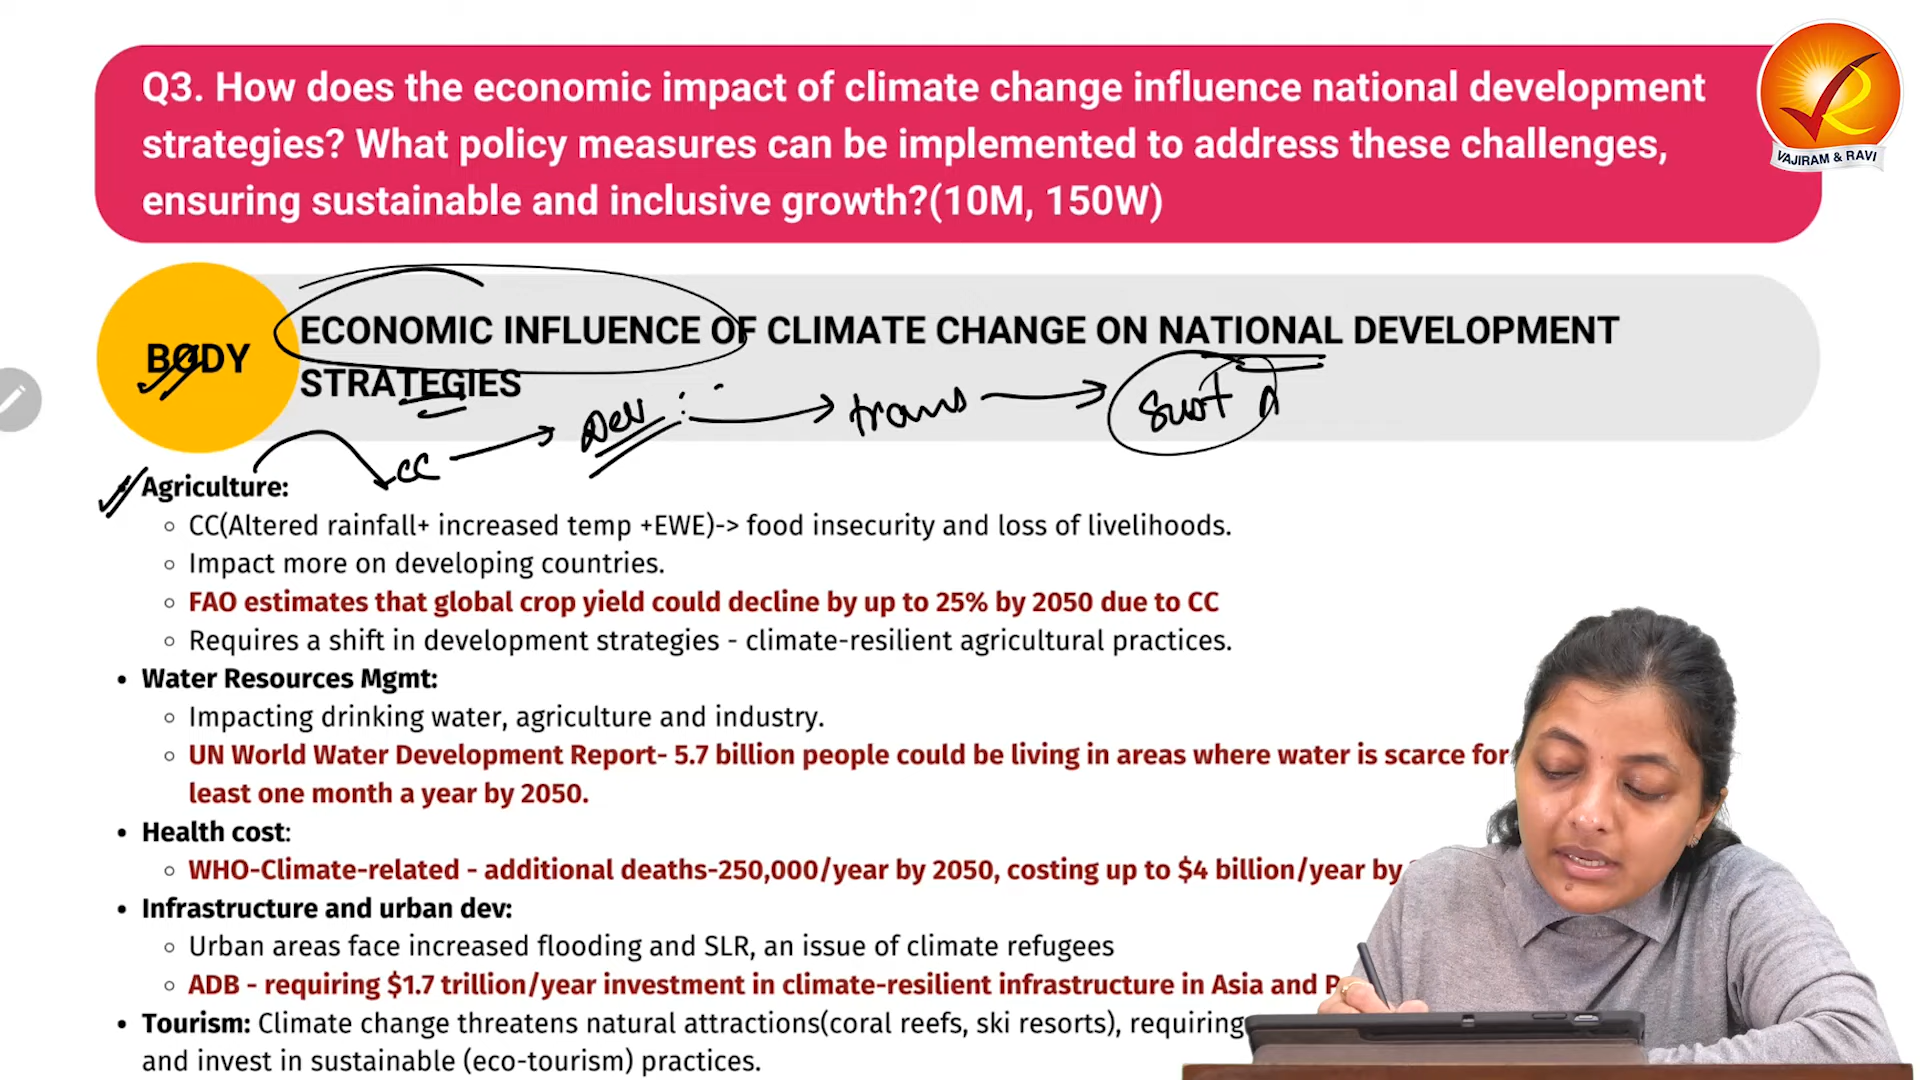 Q3. How does the economic impact of climate change influence national development
strategies? What policy measures can be implemented to address these challenges,
ensuring sustainable and inclusive growth?(10M, 150W)
VAJIRAM & RAVI
BODY
ECONOMIC INFLUENCE OF CLIMATE CHANGE ON NATIONAL DEVELOPMENT
STRATEGIES
CC Dev : trans Sust d
Agriculture:
CC(Altered rainfall+ increased temp +EWE)-> food insecurity and loss of livelihoods.
Impact more on developing countries.
FAO estimates that global crop yield could decline by up to 25% by 2050 due to CC
Requires a shift in development strategies - climate-resilient agricultural practices.
Water Resources Mgmt:
Impacting drinking water, agriculture and industry.
UN World Water Development Report- 5.7 billion people could be living in areas where water is scarce for
least one month a year by 2050.
Health cost:
WHO-Climate-related - additional deaths-250,000/year by 2050, costing up to $4 billion/year by
Infrastructure and urban dev:
Urban areas face increased flooding and SLR, an issue of climate refugees
ADB - requiring $1.7 trillion/year investment in climate-resilient infrastructure in Asia and
Tourism: Climate change threatens natural attractions(coral reefs, ski resorts), requiring
and invest in sustainable (eco-tourism) practices.